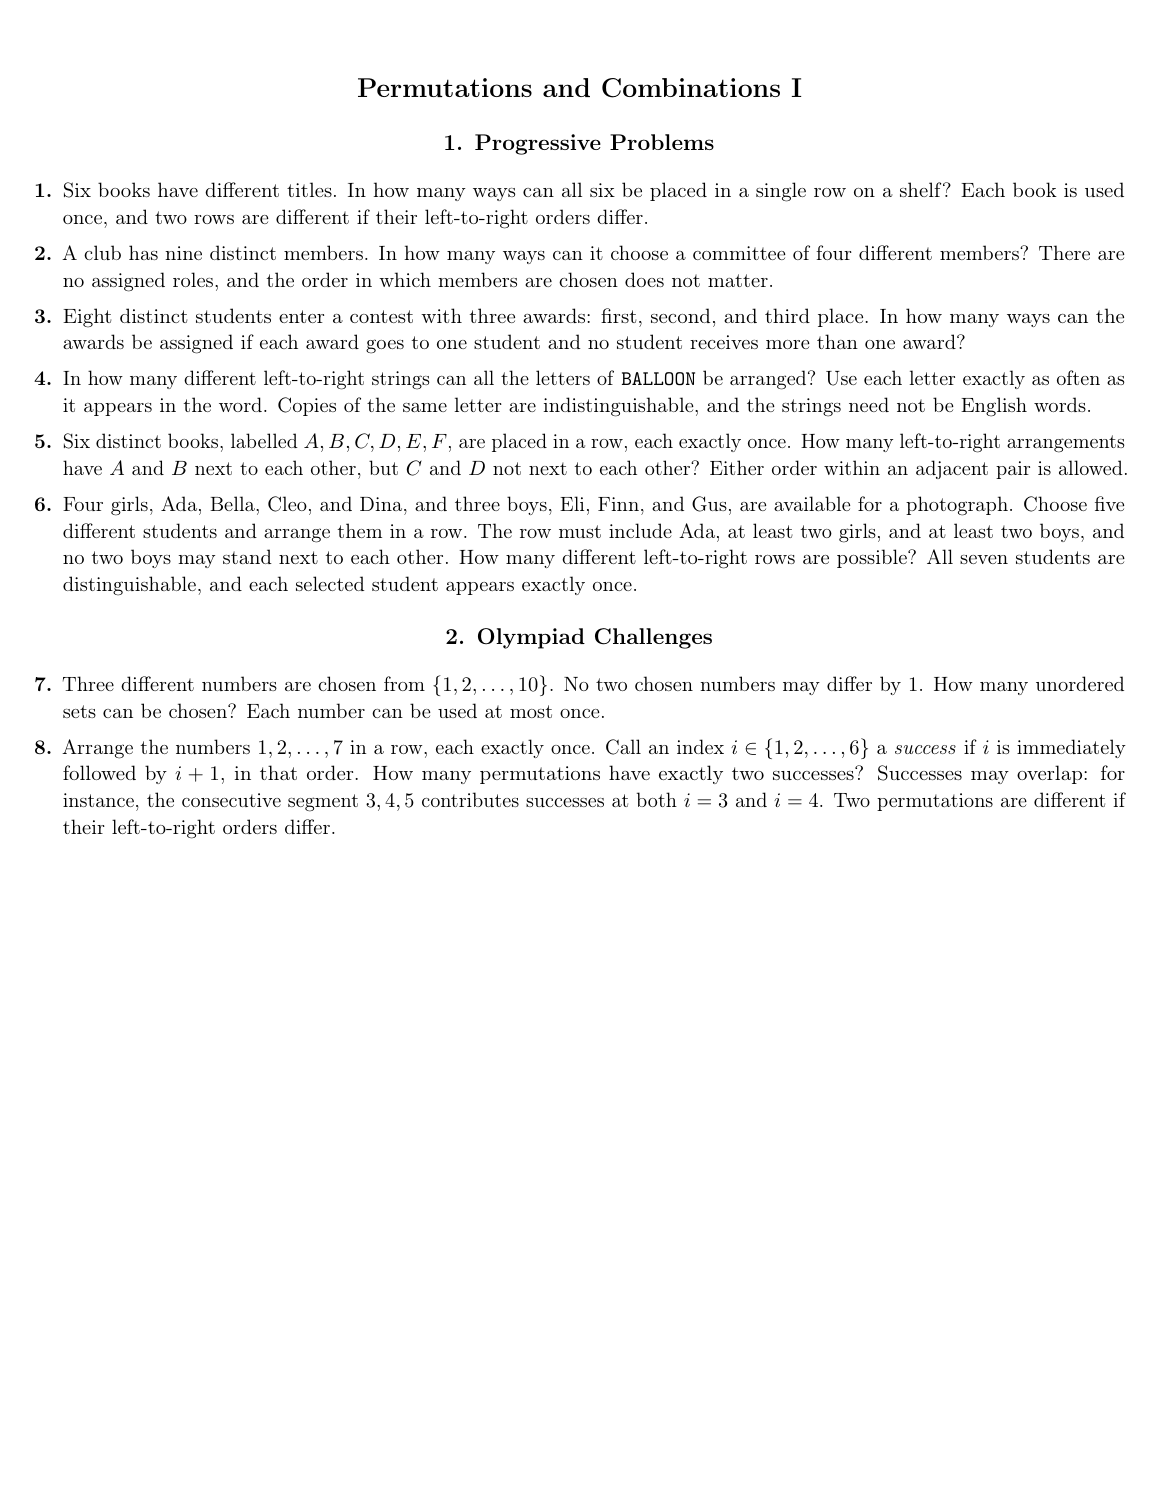 Permutations and Combinations I
1. Progressive Problems
1. Six books have different titles. In how many ways can all six be placed in a single row on a shelf? Each book is used
once, and two rows are different if their left-to-right orders differ.
2. A club has nine distinct members. In how many ways can it choose a committee of four different members? There are
no assigned roles, and the order in which members are chosen does not matter.
3. Eight distinct students enter a contest with three awards: first, second, and third place. In how many ways can the
awards be assigned if each award goes to one student and no student receives more than one award?
4. In how many different left-to-right strings can all the letters of BALLOON be arranged? Use each letter exactly as often as
it appears in the word. Copies of the same letter are indistinguishable, and the strings need not be English words.
5. Six distinct books, labelled A, B, C, D, E, F, are placed in a row, each exactly once. How many left-to-right arrangements
have A and B next to each other, but C and D not next to each other? Either order within an adjacent pair is allowed.
6. Four girls, Ada, Bella, Cleo, and Dina, and three boys, Eli, Finn, and Gus, are available for a photograph. Choose five
different students and arrange them in a row. The row must include Ada, at least two girls, and at least two boys, and
no two boys may stand next to each other. How many different left-to-right rows are possible? All seven students are
distinguishable, and each selected student appears exactly once.
2. Olympiad Challenges
7. Three different numbers are chosen from {1, 2, . . . , 10}. No two chosen numbers may differ by 1. How many unordered
sets can be chosen? Each number can be used at most once.
8. Arrange the numbers 1, 2, . . . , 7 in a row, each exactly once. Call an index i ∈ {1, 2, . . . , 6} a success if i is immediately
followed by i + 1, in that order. How many permutations have exactly two successes? Successes may overlap: for
instance, the consecutive segment 3, 4, 5 contributes successes at both i = 3 and i = 4. Two permutations are different if
their left-to-right orders differ.